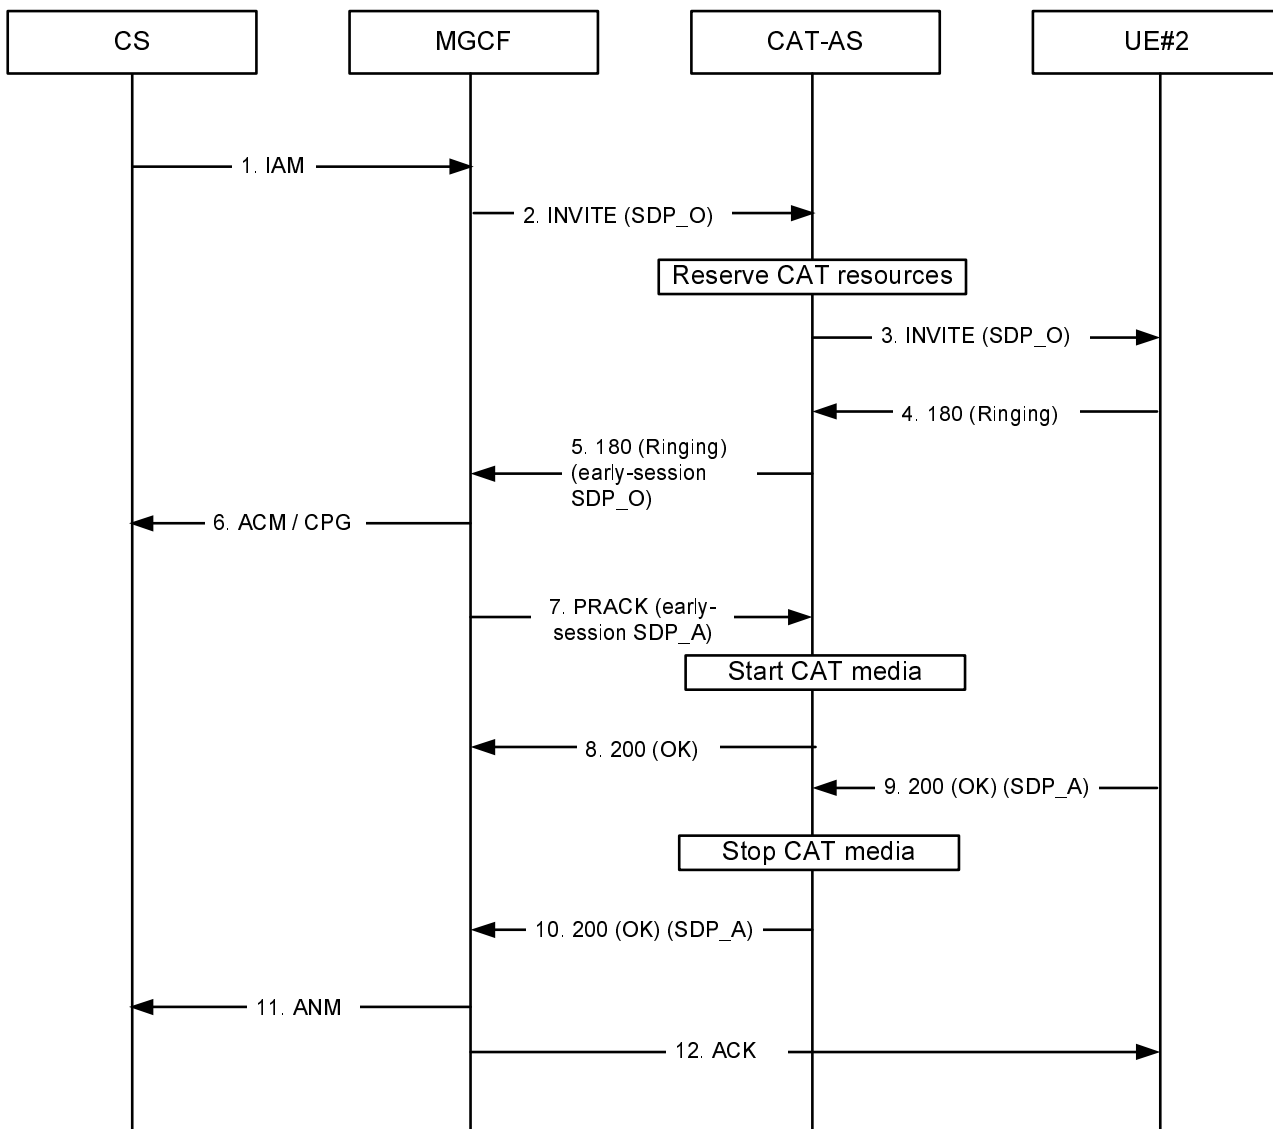 CS
MGCF
CAT-AS
UE#2
1. IAM
2. INVITE (SDP_O)
Reserve CAT resources
3. INVITE (SDP_O)
4. 180 (Ringing)
5. 180 (Ringing)
(early-session
SDP_O)
6. ACM / CPG
7. PRACK (early-
session SDP_A)
Start CAT media
8. 200 (OK)
9. 200 (OK) (SDP_A)
Stop CAT media
10. 200 (OK) (SDP_A)
11. ANM
12. ACK